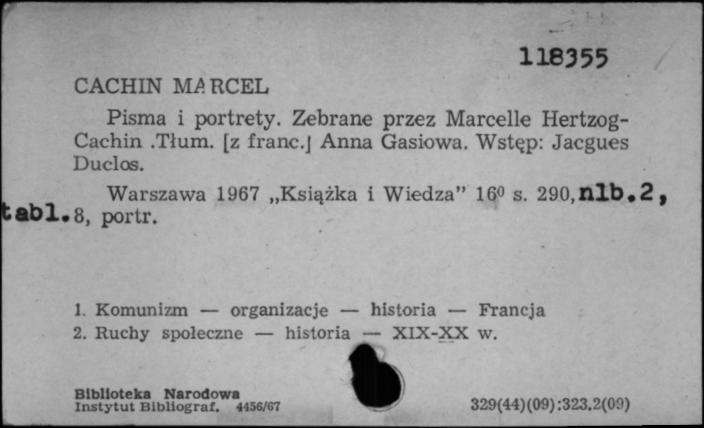 118355
CACHIN MARCEL
Pisma i portrety. Zebrane przez Marcelle Hertzog-
Cachin .Tłum. [z franc.] Anna Gasiowa. Wstęp: Jacgues
Duclos.
Warszawa 1967 „Książka i Wiedza” 16⁰ s. 290, nlb.2,
tabl.8, portr.
1. Komunizm — organizacje — historia — Francja
2. Ruchy społeczne — historia — XIX-XX w.
Biblioteka Narodowa
Instytut Bibliograf. 4456/67
329(44)(09):323.2(09)